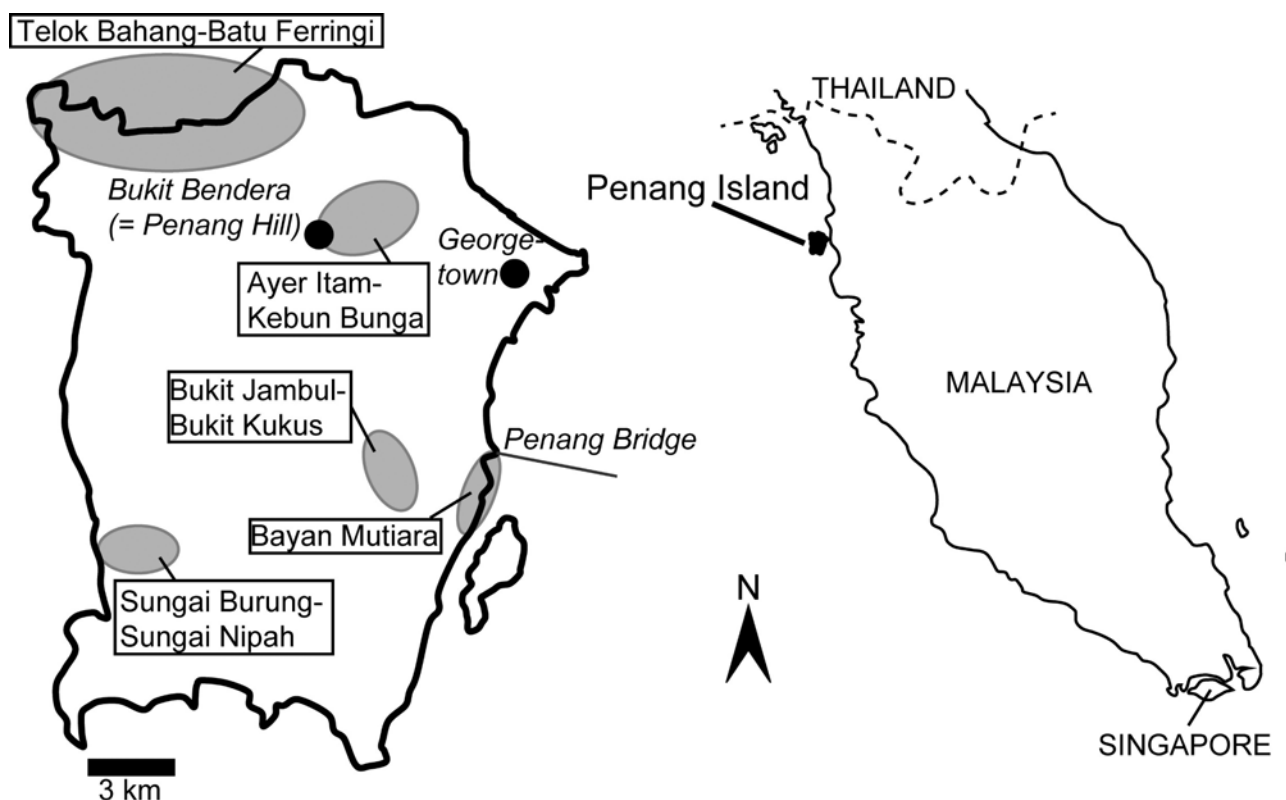 Telok Bahang-Batu Ferringi
Bukit Bendera
(= Penang Hill)
George-
town
Ayer Itam-
Kebun Bunga
Bukit Jambul-
Bukit Kukus
Penang Bridge
Bayan Mutiara
Sungai Burung-
Sungai Nipah
3 km
THAILAND
Penang Island
MALAYSIA
N
SINGAPORE